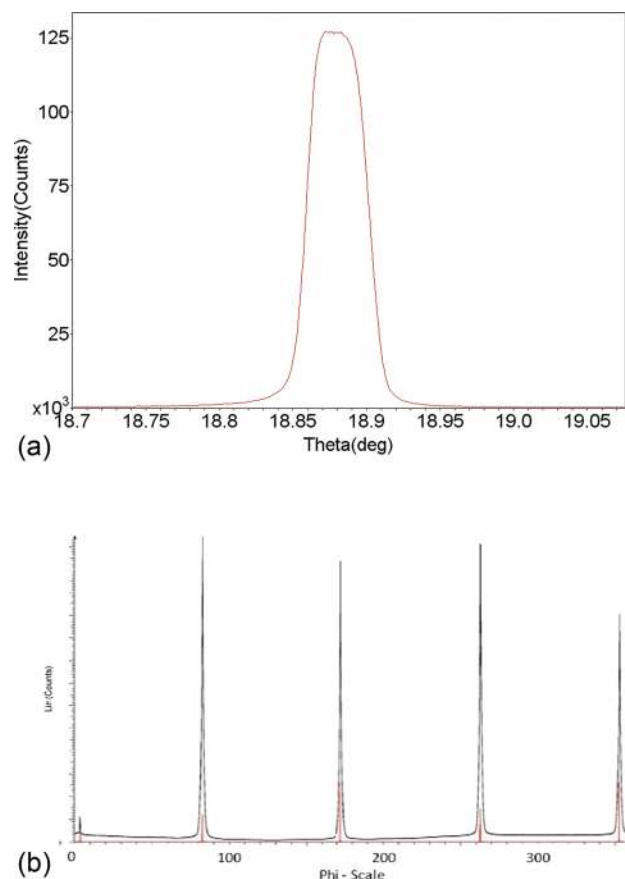 125
100
75
50
25
x10³
Intensity(Counts)
18.7 18.75 18.8 18.85 18.9 18.95 19.0 19.05
Theta(deg)
(a)
Lin (Counts)
0 100 200 300
Phi - Scale
(b)